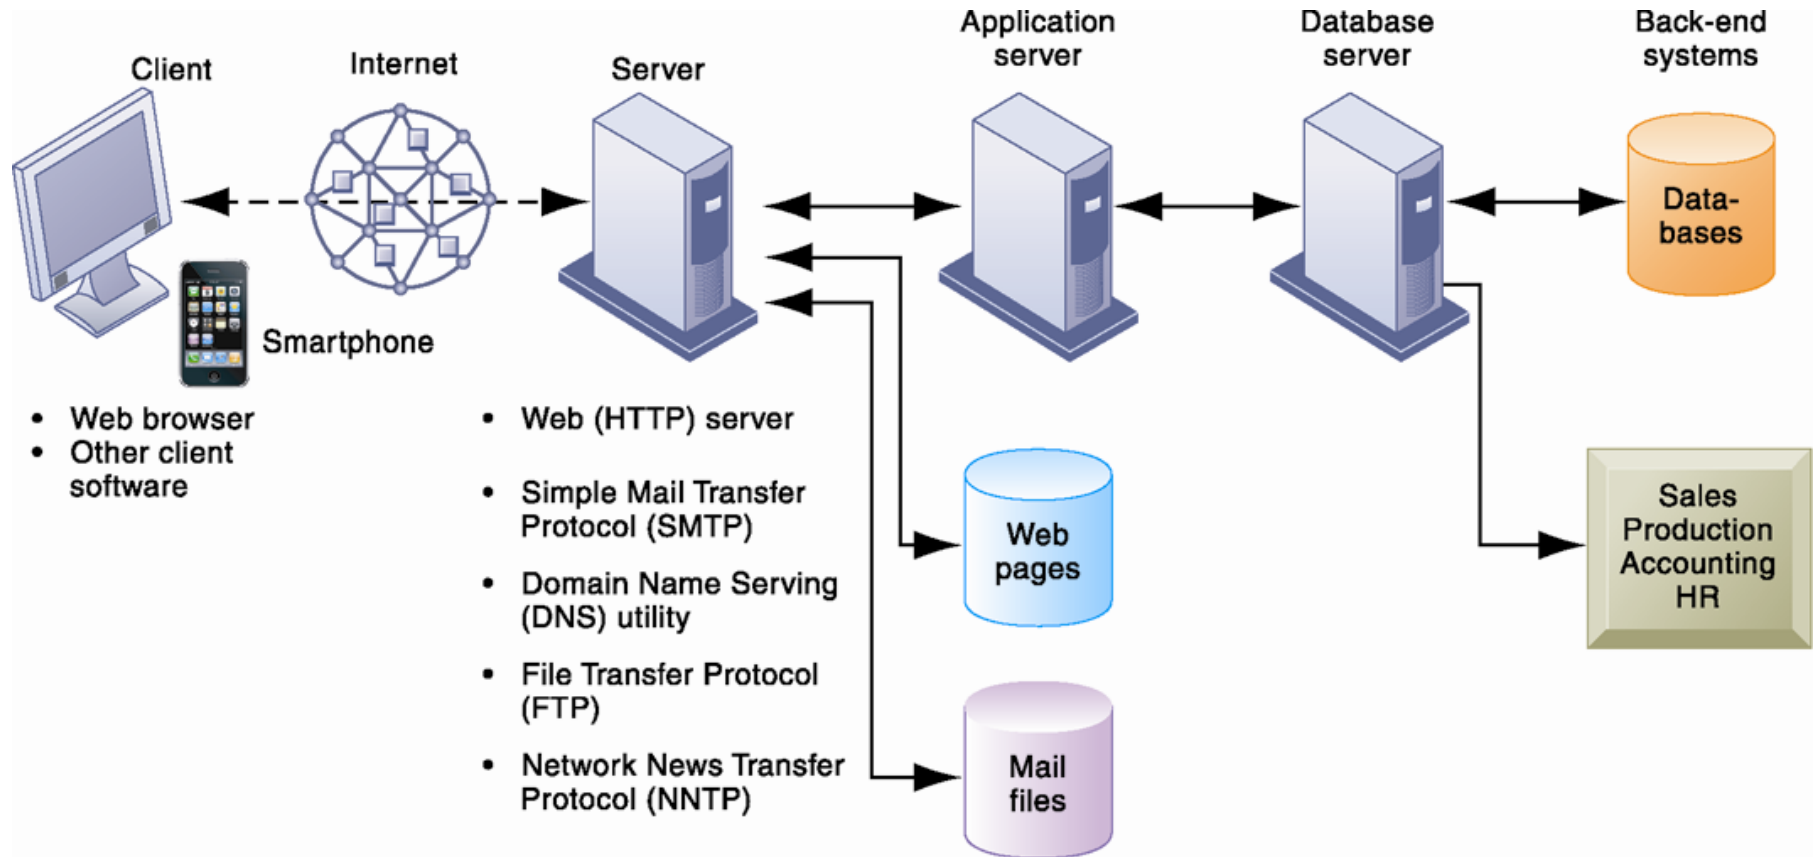 Client
Internet
Server
Application
server
Database
server
Back-end
systems
Smartphone
Data-
bases
• Web browser
• Other client
software
• Web (HTTP) server
• Simple Mail Transfer
Protocol (SMTP)
• Domain Name Serving
(DNS) utility
• File Transfer Protocol
(FTP)
• Network News Transfer
Protocol (NNTP)
Web
pages
Mail
files
Sales
Production
Accounting
HR